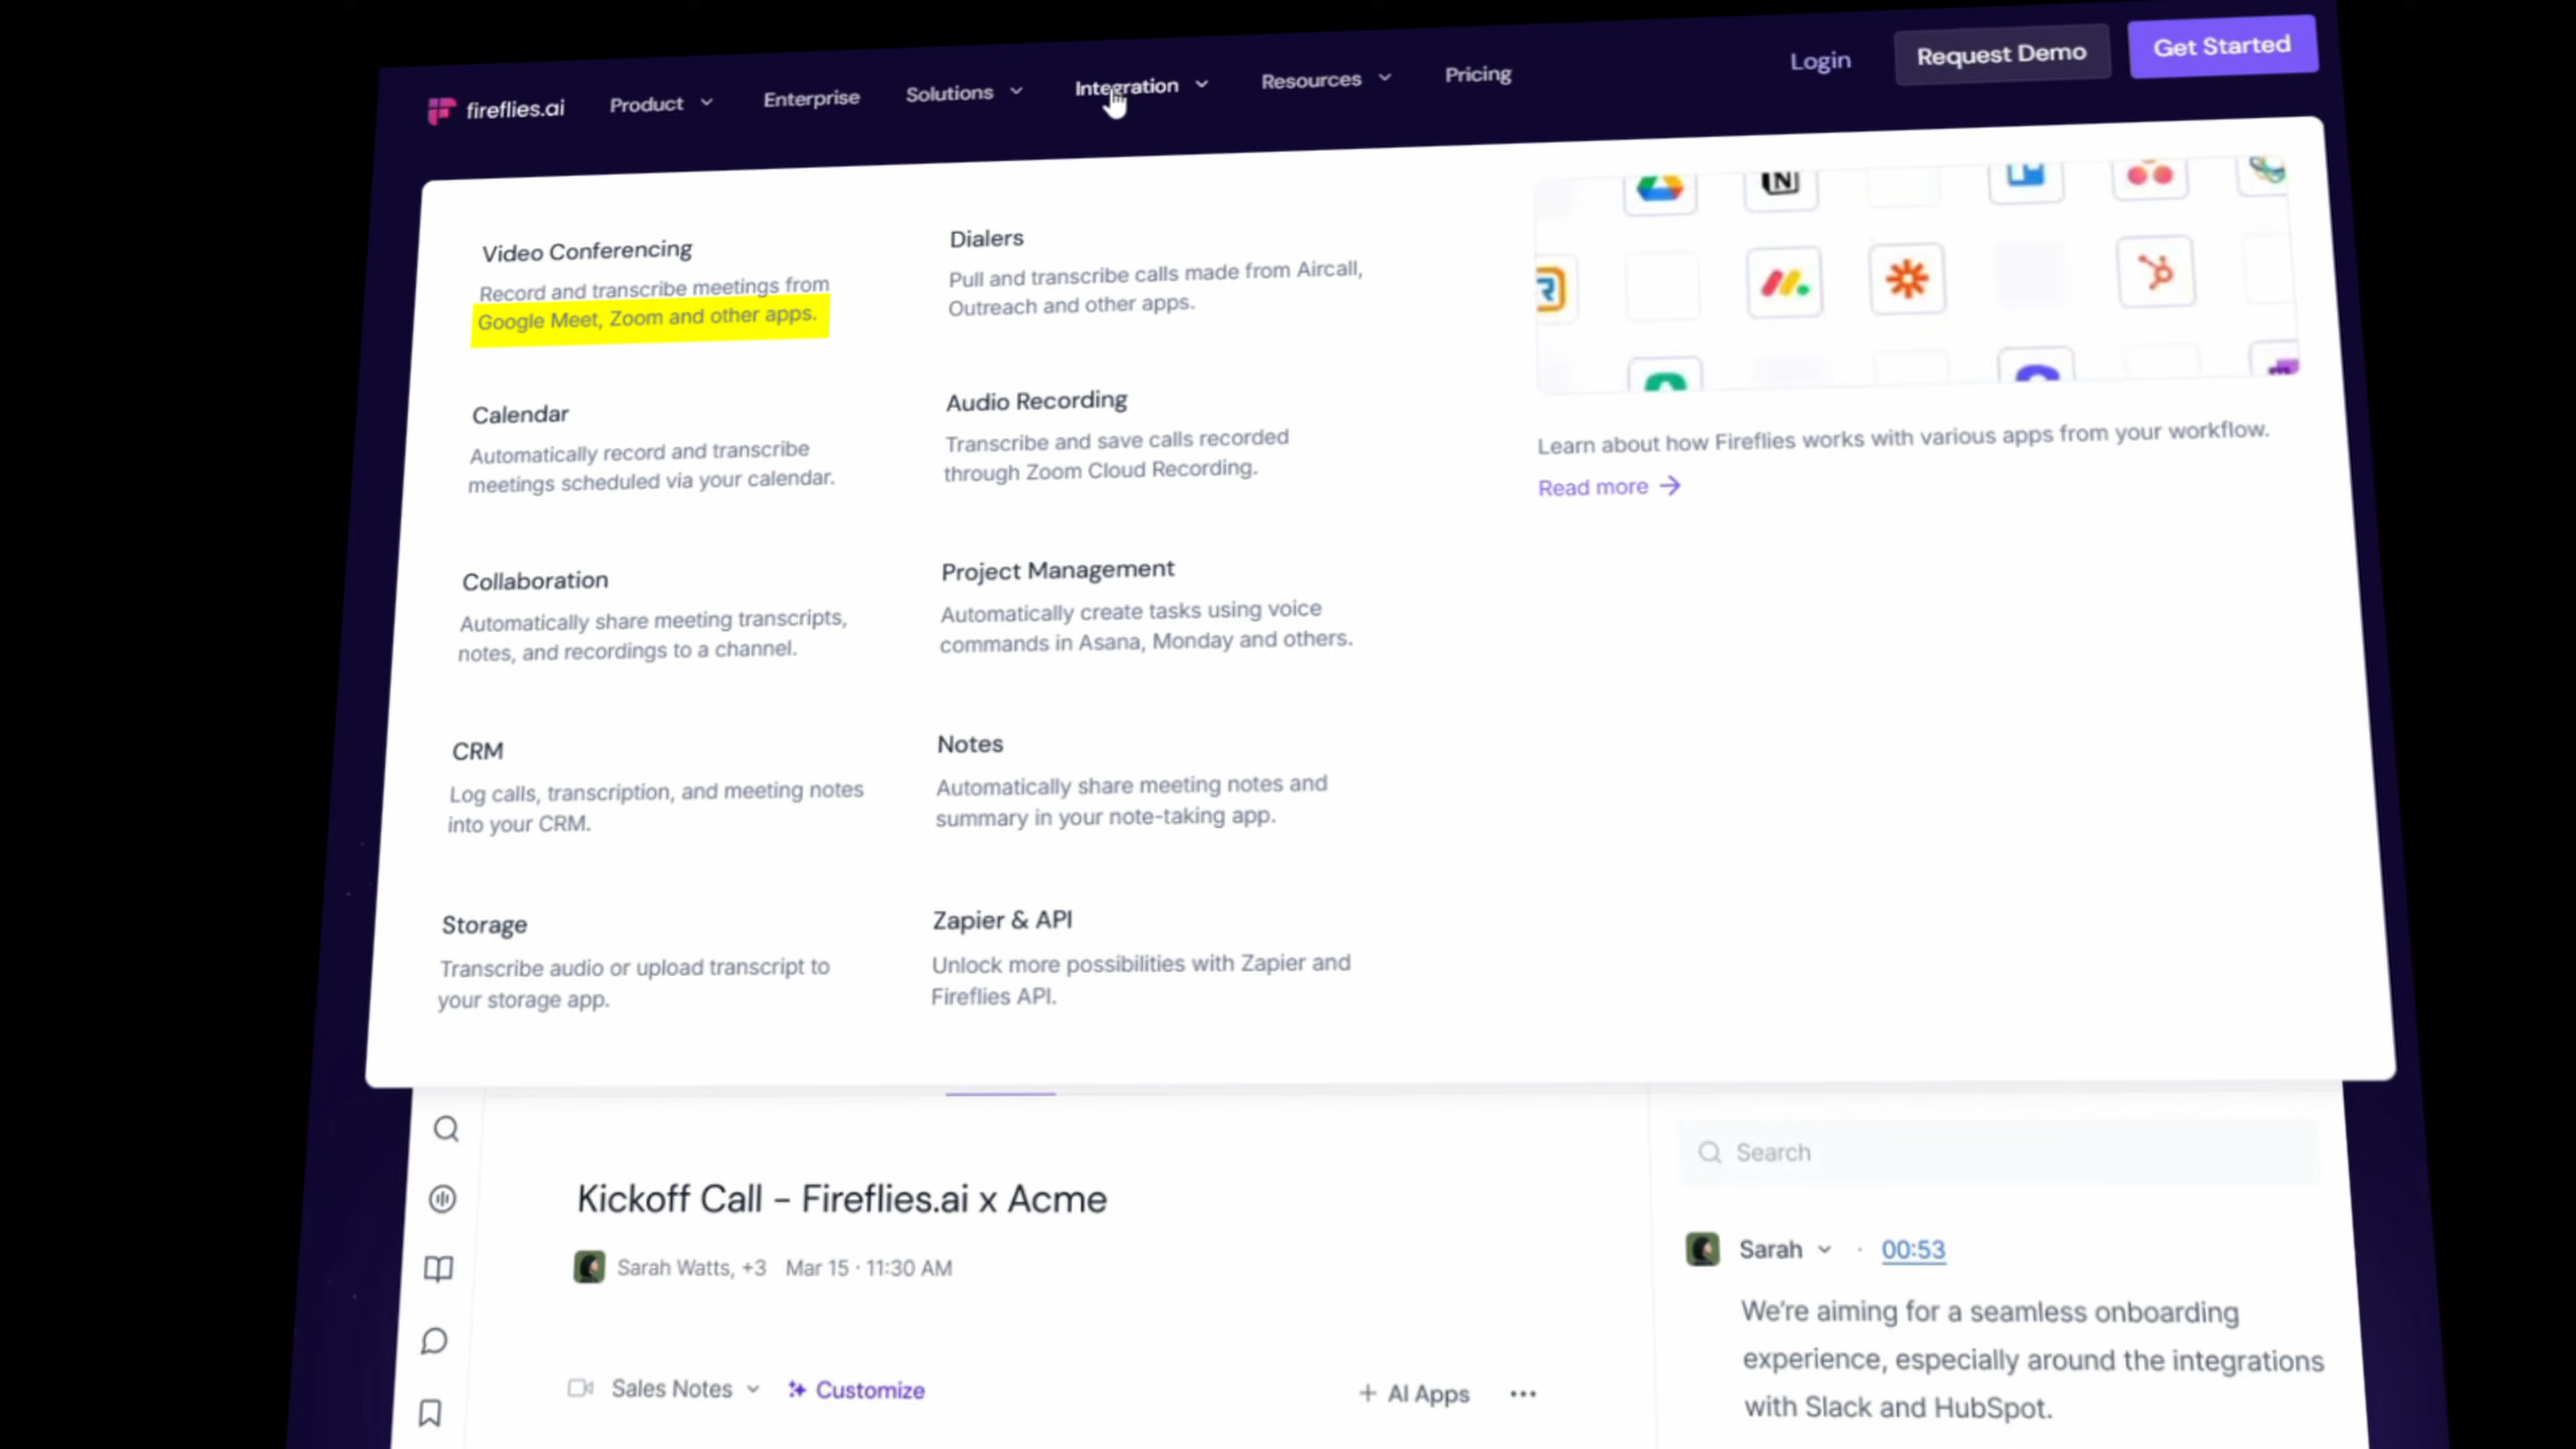 fireflies.ai
Product
Enterprise
Solutions
Integration
Resources
Pricing
Login
Request Demo
Get Started
Video Conferencing
Record and transcribe meetings from
Google Meet, Zoom and other apps.
Calendar
Automatically record and transcribe
meetings scheduled via your calendar.
Collaboration
Automatically share meeting transcripts,
notes, and recordings to a channel.
CRM
Log calls, transcription, and meeting notes
into your CRM.
Storage
Transcribe audio or upload transcript to
your storage app.
Dialers
Pull and transcribe calls made from Aircall,
Outreach and other apps.
Audio Recording
Transcribe and save calls recorded
through Zoom Cloud Recording.
Project Management
Automatically create tasks using voice
commands in Asana, Monday and others.
Notes
Automatically share meeting notes and
summary in your note-taking app.
Zapier & API
Unlock more possibilities with Zapier and
Fireflies API.
Learn about how Fireflies works with various apps from your workflow.
Read more →
Kickoff Call - Fireflies.ai x Acme
Sarah Watts, +3 Mar 15 · 11:30 AM
Sales Notes
Customize
+ AI Apps
Search
Sarah · 00:53
We're aiming for a seamless onboarding
experience, especially around the integrations
with Slack and HubSpot.